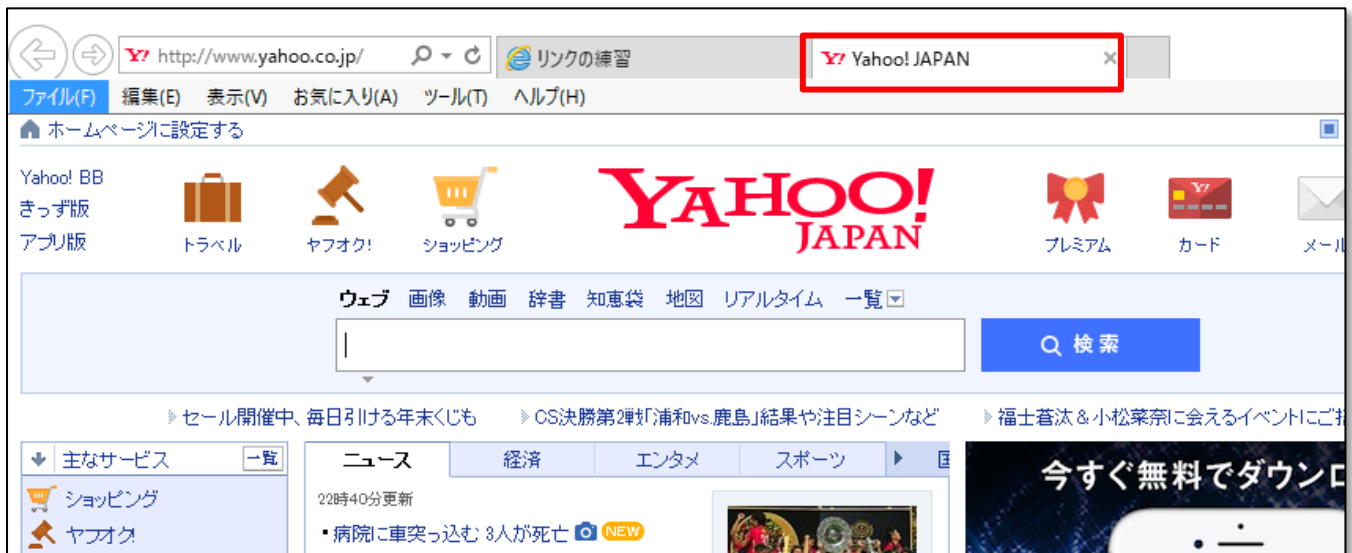 http://www.yahoo.co.jp/
リンクの練習
Yahoo! JAPAN
ファイル(F) 編集(E) 表示(V) お気に入り(A) ツール(T) ヘルプ(H)
ホームページに設定する
Yahoo! BB
きっず版
アプリ版
トラベル
ヤフオク!
ショッピング
YAHOO!
JAPAN
プレミアム
カード
メール
ウェブ 画像 動画 辞書 知恵袋 地図 リアルタイム 一覧
検索
セール開催中、毎日引ける年末くじも
CS決勝第2戦「浦和vs.鹿島」結果や注目シーンなど
福士蒼汰&小松菜奈に会えるイベントにご招
主なサービス 一覧
ショッピング
ヤフオク!
ニュース 経済 エンタメ スポーツ
22時40分更新
病院に車突っ込む 3人が死亡 NEW
今すぐ無料でダウンロ